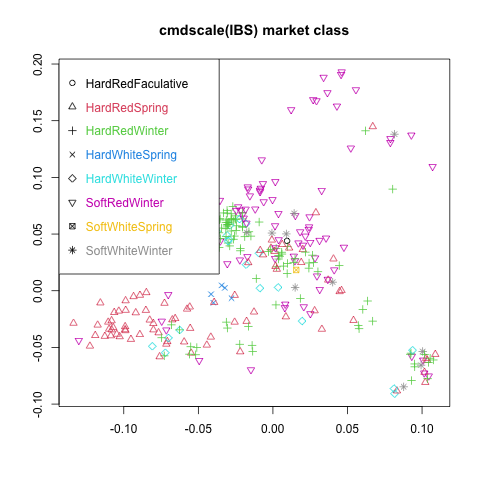 cmdscale(IBS) market class
0.20
0.15
0.10
0.05
0.00
-0.05
-0.10
HardRedFaculative
HardRedSpring
HardRedWinter
HardWhiteSpring
HardWhiteWinter
SoftRedWinter
SoftWhiteSpring
SoftWhiteWinter
-0.10
-0.05
0.00
0.05
0.10